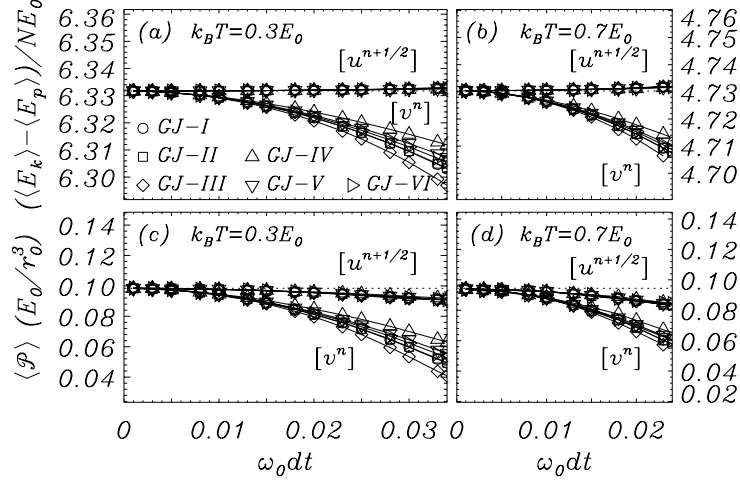 (⟨E_k⟩−⟨E_p⟩)/NE_0
6.36
6.35
6.34
6.33
6.32
6.31
6.30
(a) k_BT=0.3E_0
[u^{n+1/2}]
[v^n]
GJ−I
GJ−II GJ−IV
GJ−III GJ−V GJ−VI
(b) k_BT=0.7E_0
[u^{n+1/2}]
[v^n]
4.76
4.75
4.74
4.73
4.72
4.71
4.70
⟨𝒫⟩ (E_0/r_0^3)
0.14
0.12
0.10
0.08
0.06
0.04
(c) k_BT=0.3E_0
[u^{n+1/2}]
[v^n]
(d) k_BT=0.7E_0
[u^{n+1/2}]
[v^n]
0.14
0.12
0.10
0.08
0.06
0.04
0.02
0 0.01 0.02 0.03 0 0.01 0.02
ω_0dt ω_0dt